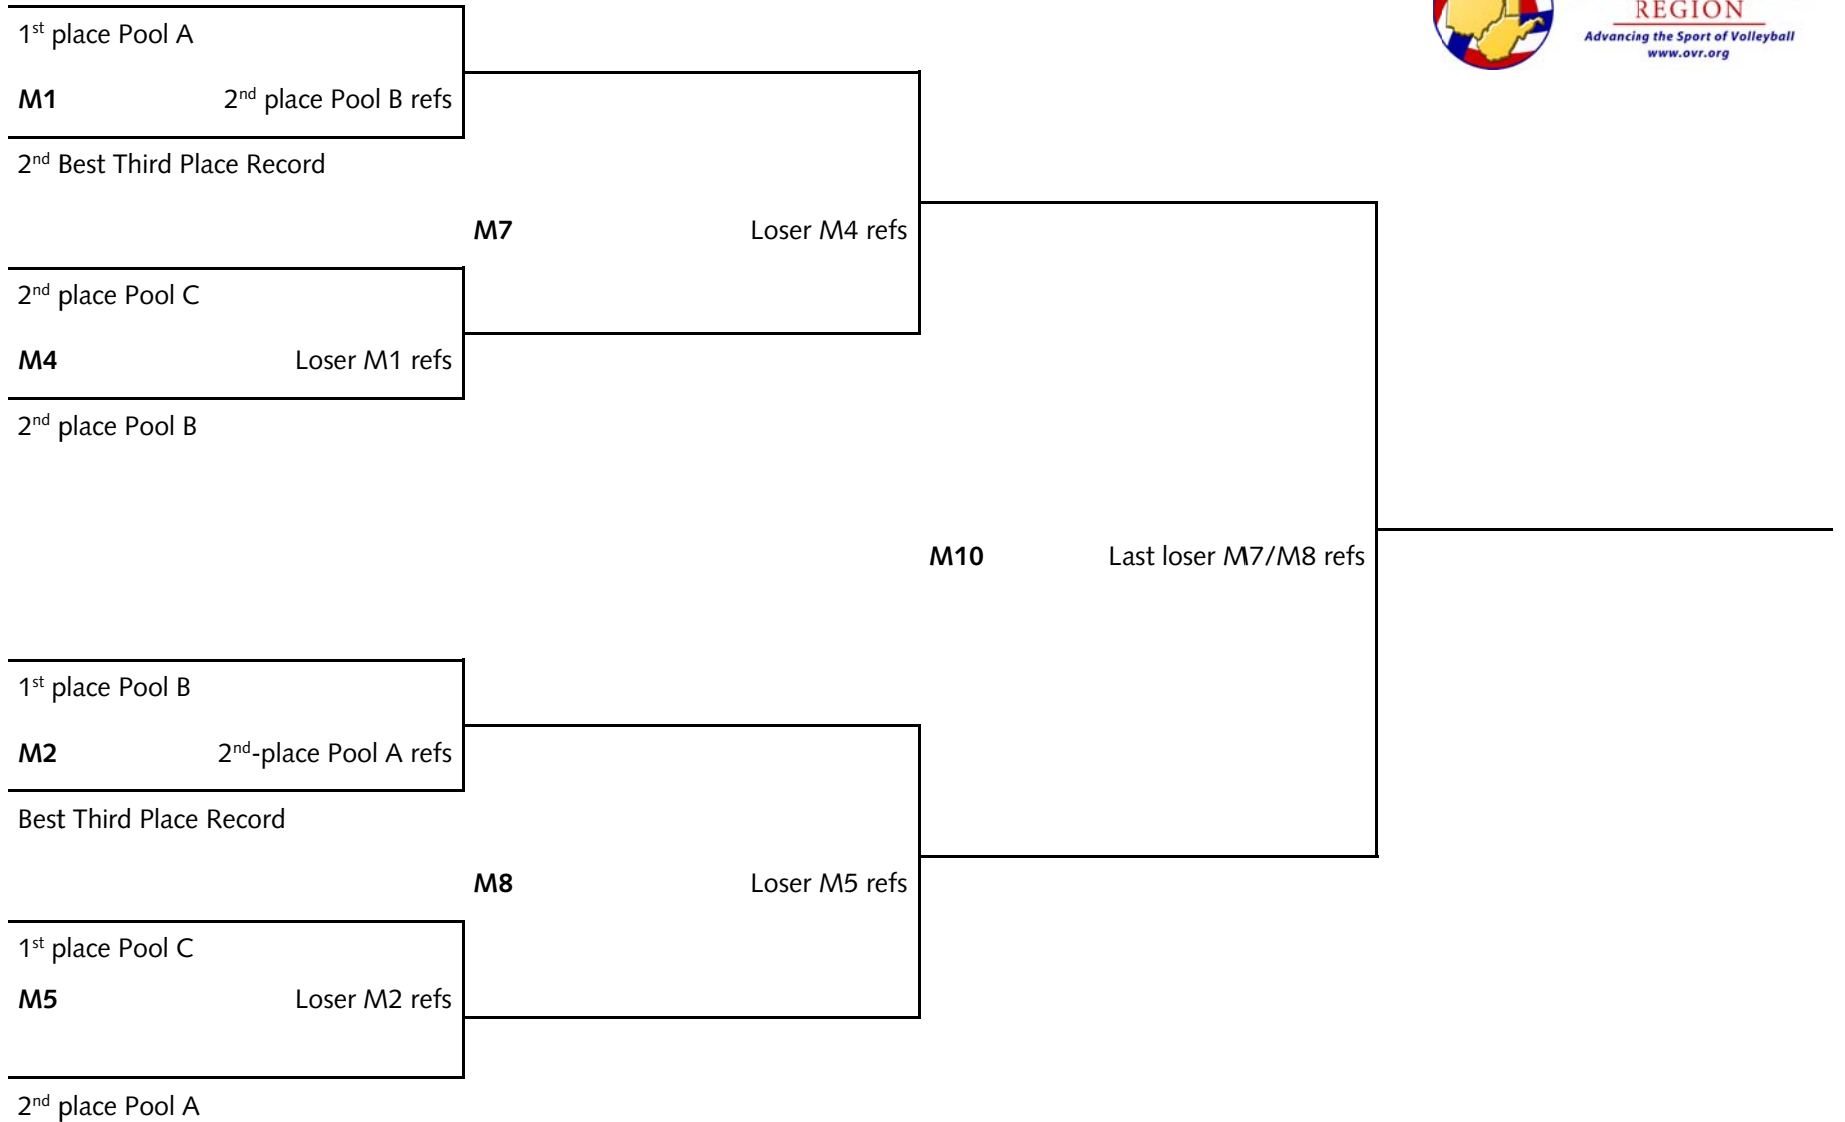 REGION
Advancing the Sport of Volleyball
www.ovr.org
1st place Pool A
M1 2nd place Pool B refs
2nd Best Third Place Record
M7 Loser M4 refs
2nd place Pool C
M4 Loser M1 refs
2nd place Pool B
M10 Last loser M7/M8 refs
1st place Pool B
M2 2nd-place Pool A refs
Best Third Place Record
M8 Loser M5 refs
1st place Pool C
M5 Loser M2 refs
2nd place Pool A